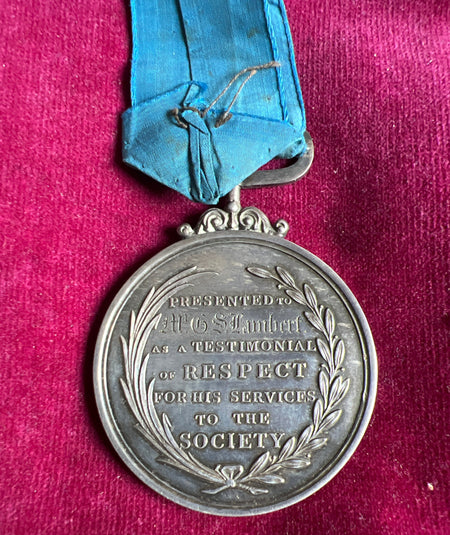 PRESENTED TO
Mr G S Lambert
AS A TESTIMONIAL
OF RESPECT
FOR HIS SERVICES
TO THE
SOCIETY